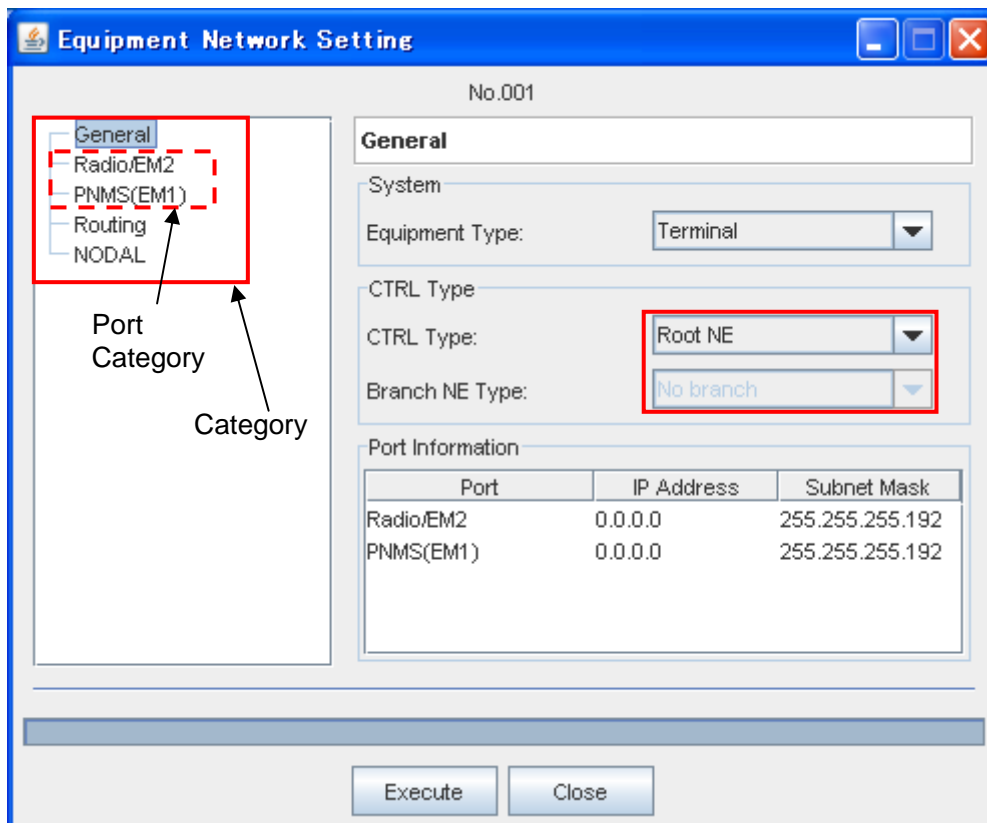 Equipment Network Setting
No.001
General
Radio/EM2
PNMS(EM1)
Routing
NODAL
Port
Category
Category
General
System
Equipment Type: Terminal
CTRL Type
CTRL Type: Root NE
Branch NE Type: No branch
Port Information
Port IP Address Subnet Mask
Radio/EM2 0.0.0.0 255.255.255.192
PNMS(EM1) 0.0.0.0 255.255.255.192
Execute Close